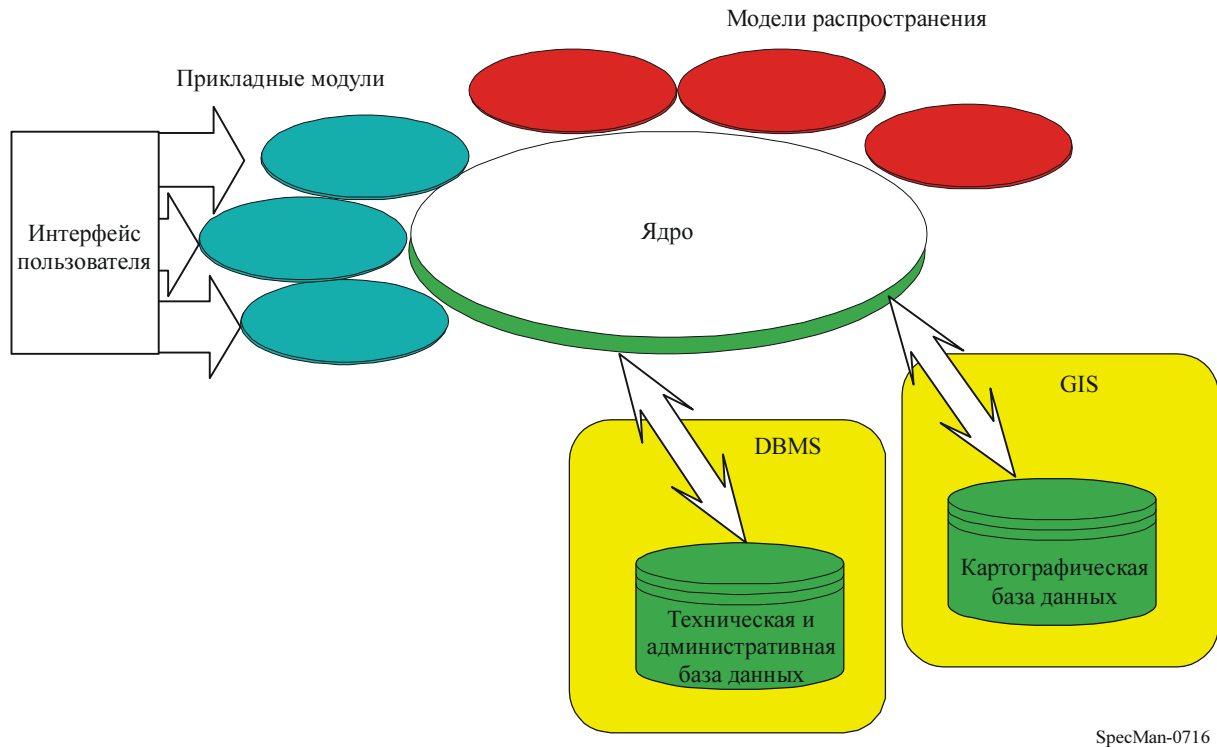 Модели распространения
Прикладные модули
Интерфейс
пользователя
Ядро
GIS
DBMS
Картографическая
база данных
Техническая и
административная
база данных
SpecMan-0716